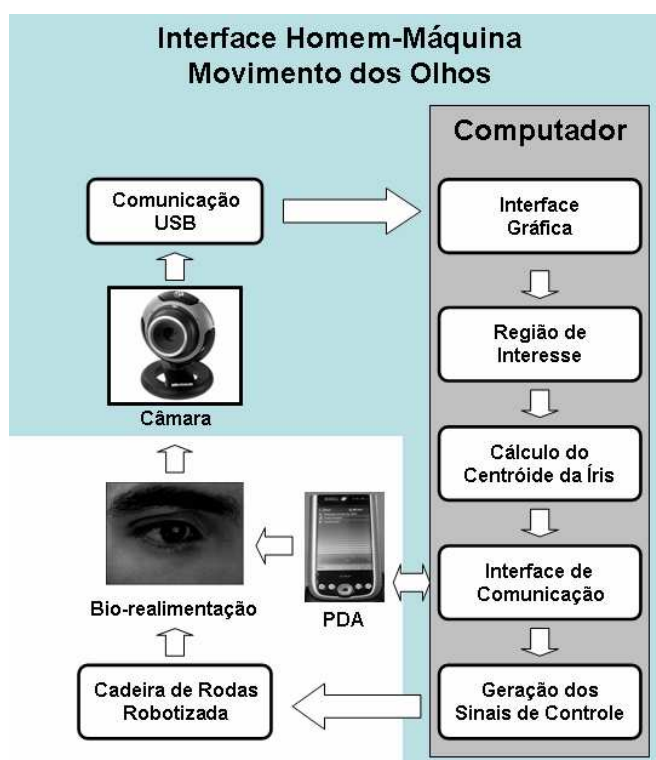 Interface Homem-Máquina
Movimento dos Olhos
Computador
Comunicação
USB
Interface
Gráfica
Região de
Interesse
Câmara
Cálculo do
Centróide da Íris
Bio-realimentação
PDA
Interface de
Comunicação
Cadeira de Rodas
Robotizada
Geração dos
Sinais de Controle